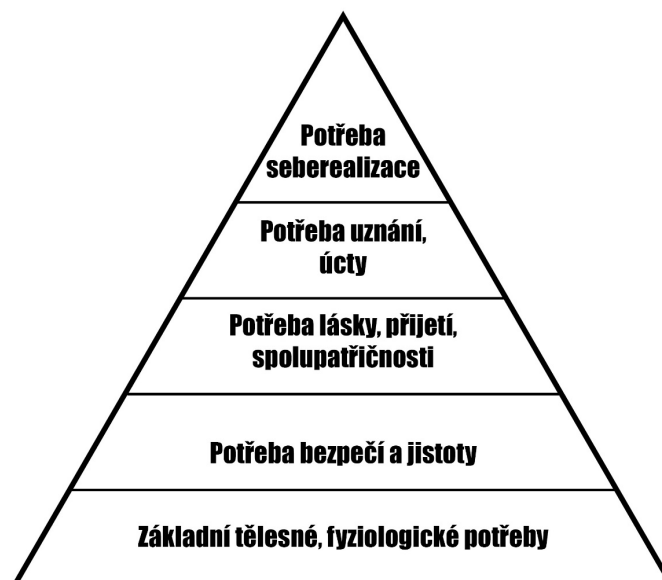 Potřeba
seberealizace
Potřeba uznání,
úcty
Potřeba lásky, přijetí,
spolupatřičnosti
Potřeba bezpečí a jistoty
Základní tělesné, fyziologické potřeby